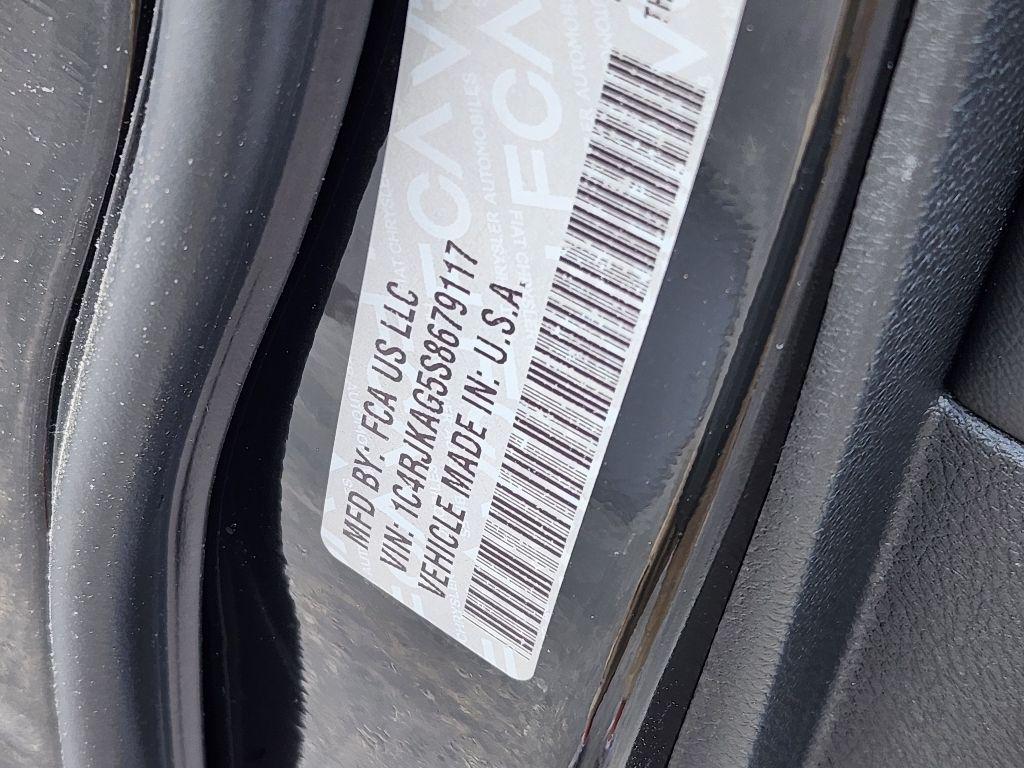 MFD BY: FCA US LLC
VIN: 1C4RJKAG5S8679117
VEHICLE MADE IN: U.S.A.